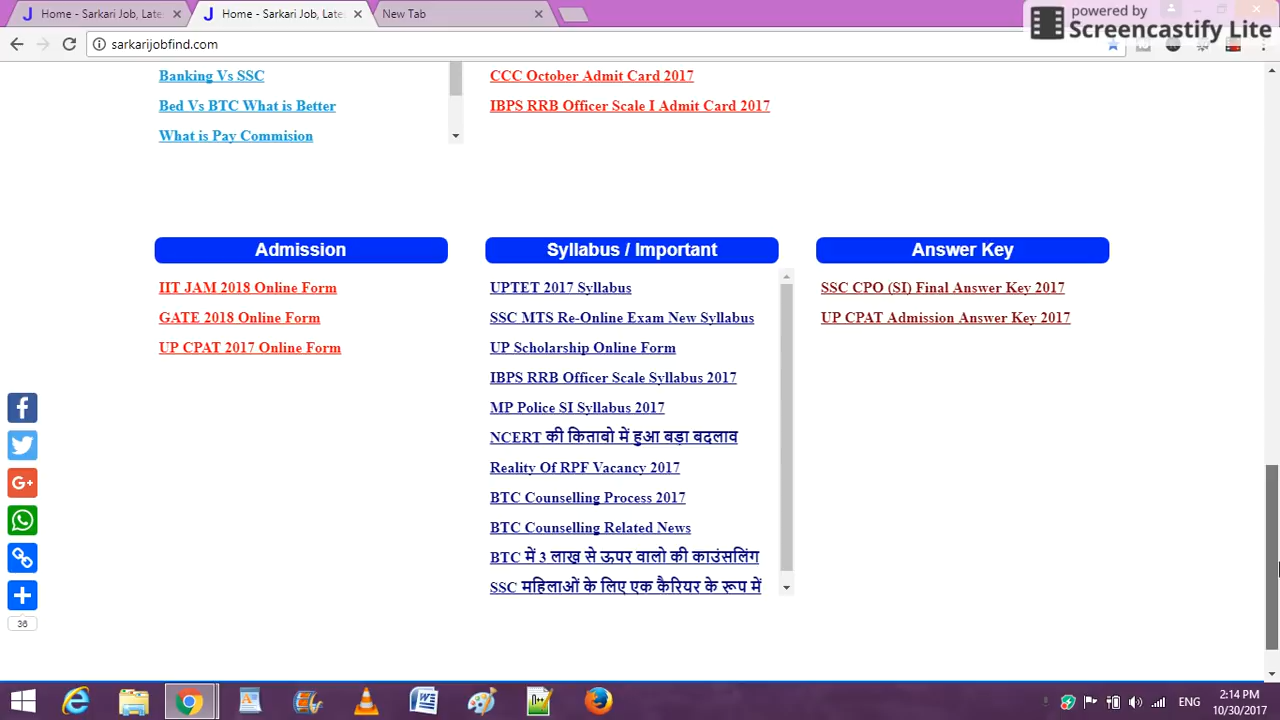 Home - Sarkari Job, Late
Home - Sarkari Job, Late
New Tab
powered by
Screencastify Lite
sarkarijobfind.com
Banking Vs SSC
Bed Vs BTC What is Better
What is Pay Commision
CCC October Admit Card 2017
IBPS RRB Officer Scale I Admit Card 2017
Admission
IIT JAM 2018 Online Form
GATE 2018 Online Form
UP CPAT 2017 Online Form
Syllabus / Important
UPTET 2017 Syllabus
SSC MTS Re-Online Exam New Syllabus
UP Scholarship Online Form
IBPS RRB Officer Scale Syllabus 2017
MP Police SI Syllabus 2017
NCERT की किताबो में हुआ बड़ा बदलाव
Reality Of RPF Vacancy 2017
BTC Counselling Process 2017
BTC Counselling Related News
BTC में 3 लाख से ऊपर वालो की काउंसलिंग
SSC महिलाओं के लिए एक कैरियर के रूप में
Answer Key
SSC CPO (SI) Final Answer Key 2017
UP CPAT Admission Answer Key 2017
36
ENG
2:14 PM
10/30/2017